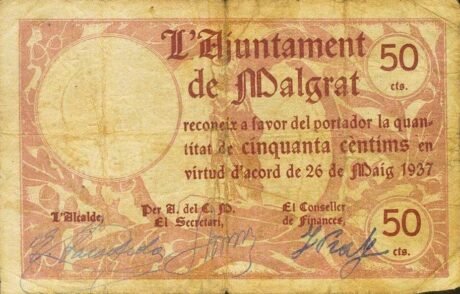 L'Ajuntament
de Malgrat
50
cts.
reconeix a favor del portador la quan-
titat de cinquanta cèntims en
virtud d'acord de 26 de Maig 1937
L'Alcalde,
Per A. del C. M.
El Secretari,
El Conseller
de Finances,
50
cts.